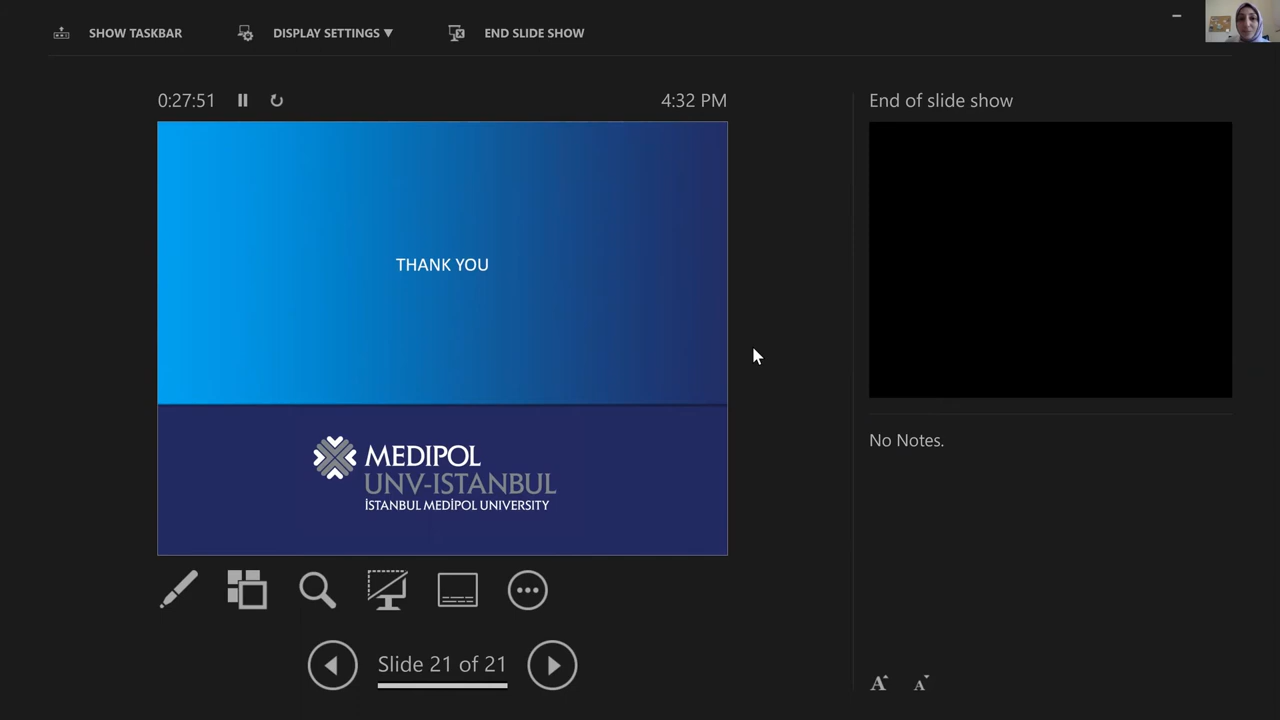 SHOW TASKBAR
DISPLAY SETTINGS ▼
END SLIDE SHOW
0:27:51
4:32 PM
End of slide show
THANK YOU
MEDIPOL
UNV-ISTANBUL
İSTANBUL MEDİPOL UNIVERSITY
No Notes.
Slide 21 of 21
A
A